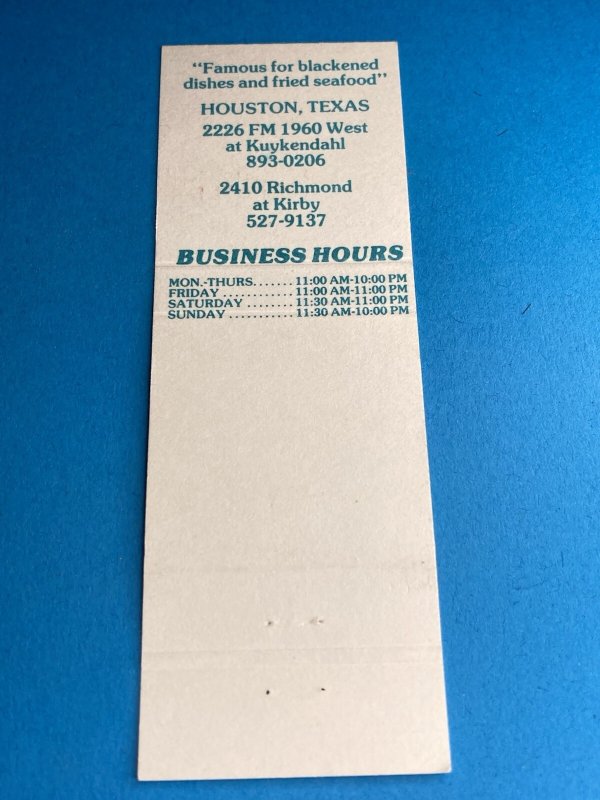 "Famous for blackened
dishes and fried seafood"
HOUSTON, TEXAS
2226 FM 1960 West
at Kuykendahl
893-0206
2410 Richmond
at Kirby
527-9137
BUSINESS HOURS
MON.-THURS....... 11:00 AM-10:00 PM
FRIDAY ............ 11:00 AM-11:00 PM
SATURDAY ........ 11:30 AM-11:00 PM
SUNDAY ........... 11:30 AM-10:00 PM